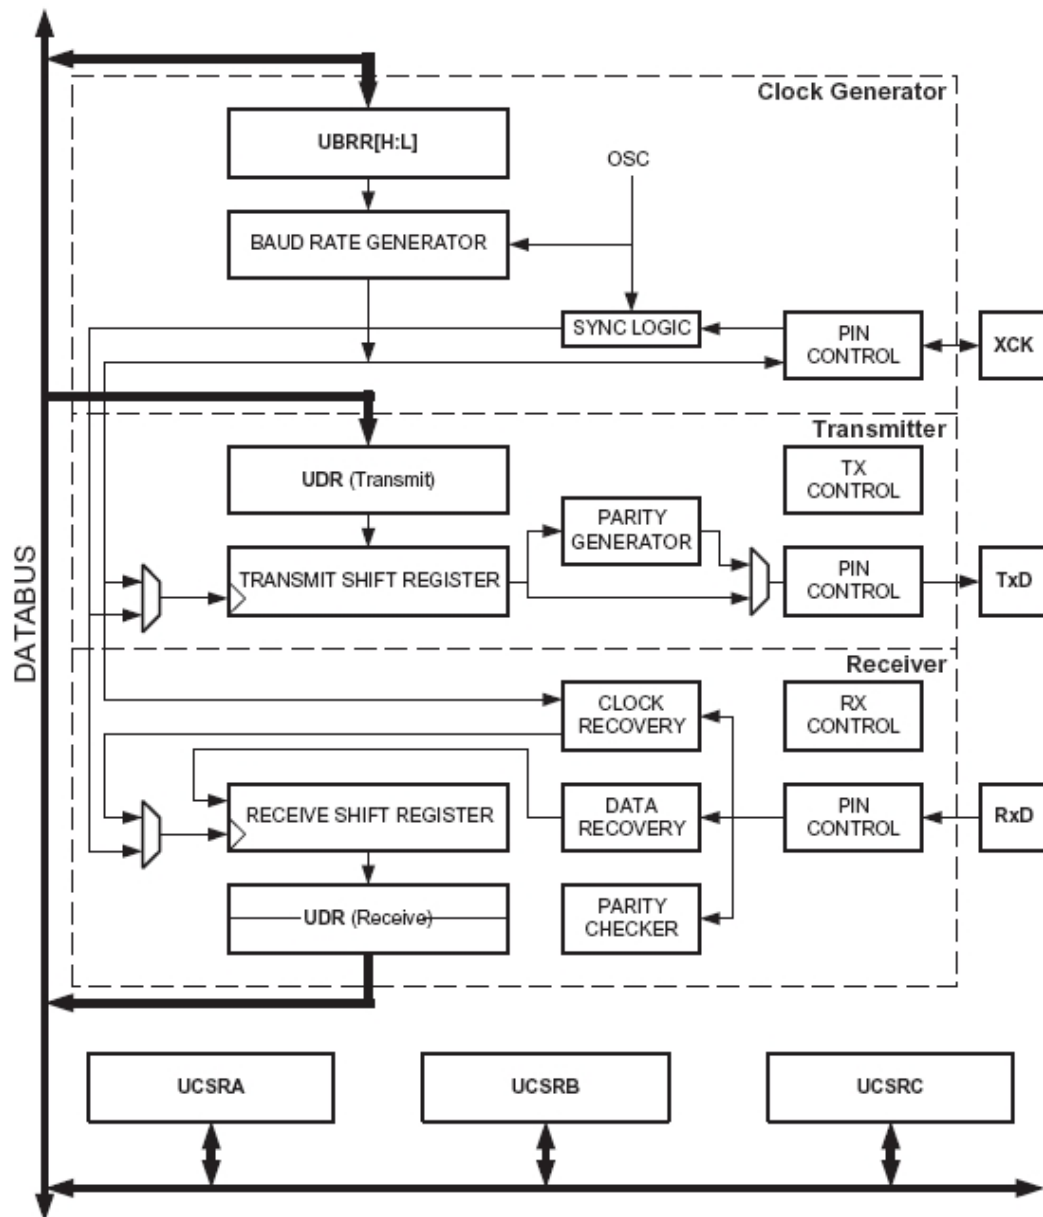 Clock Generator
UBRR[H:L]
OSC
BAUD RATE GENERATOR
SYNC LOGIC
PIN
CONTROL
XCK
Transmitter
UDR (Transmit)
TX
CONTROL
PARITY
GENERATOR
TRANSMIT SHIFT REGISTER
PIN
CONTROL
TxD
DATABUS
Receiver
CLOCK
RECOVERY
RX
CONTROL
RECEIVE SHIFT REGISTER
DATA
RECOVERY
PIN
CONTROL
RxD
UDR (Receive)
PARITY
CHECKER
UCSRA
UCSRB
UCSRC